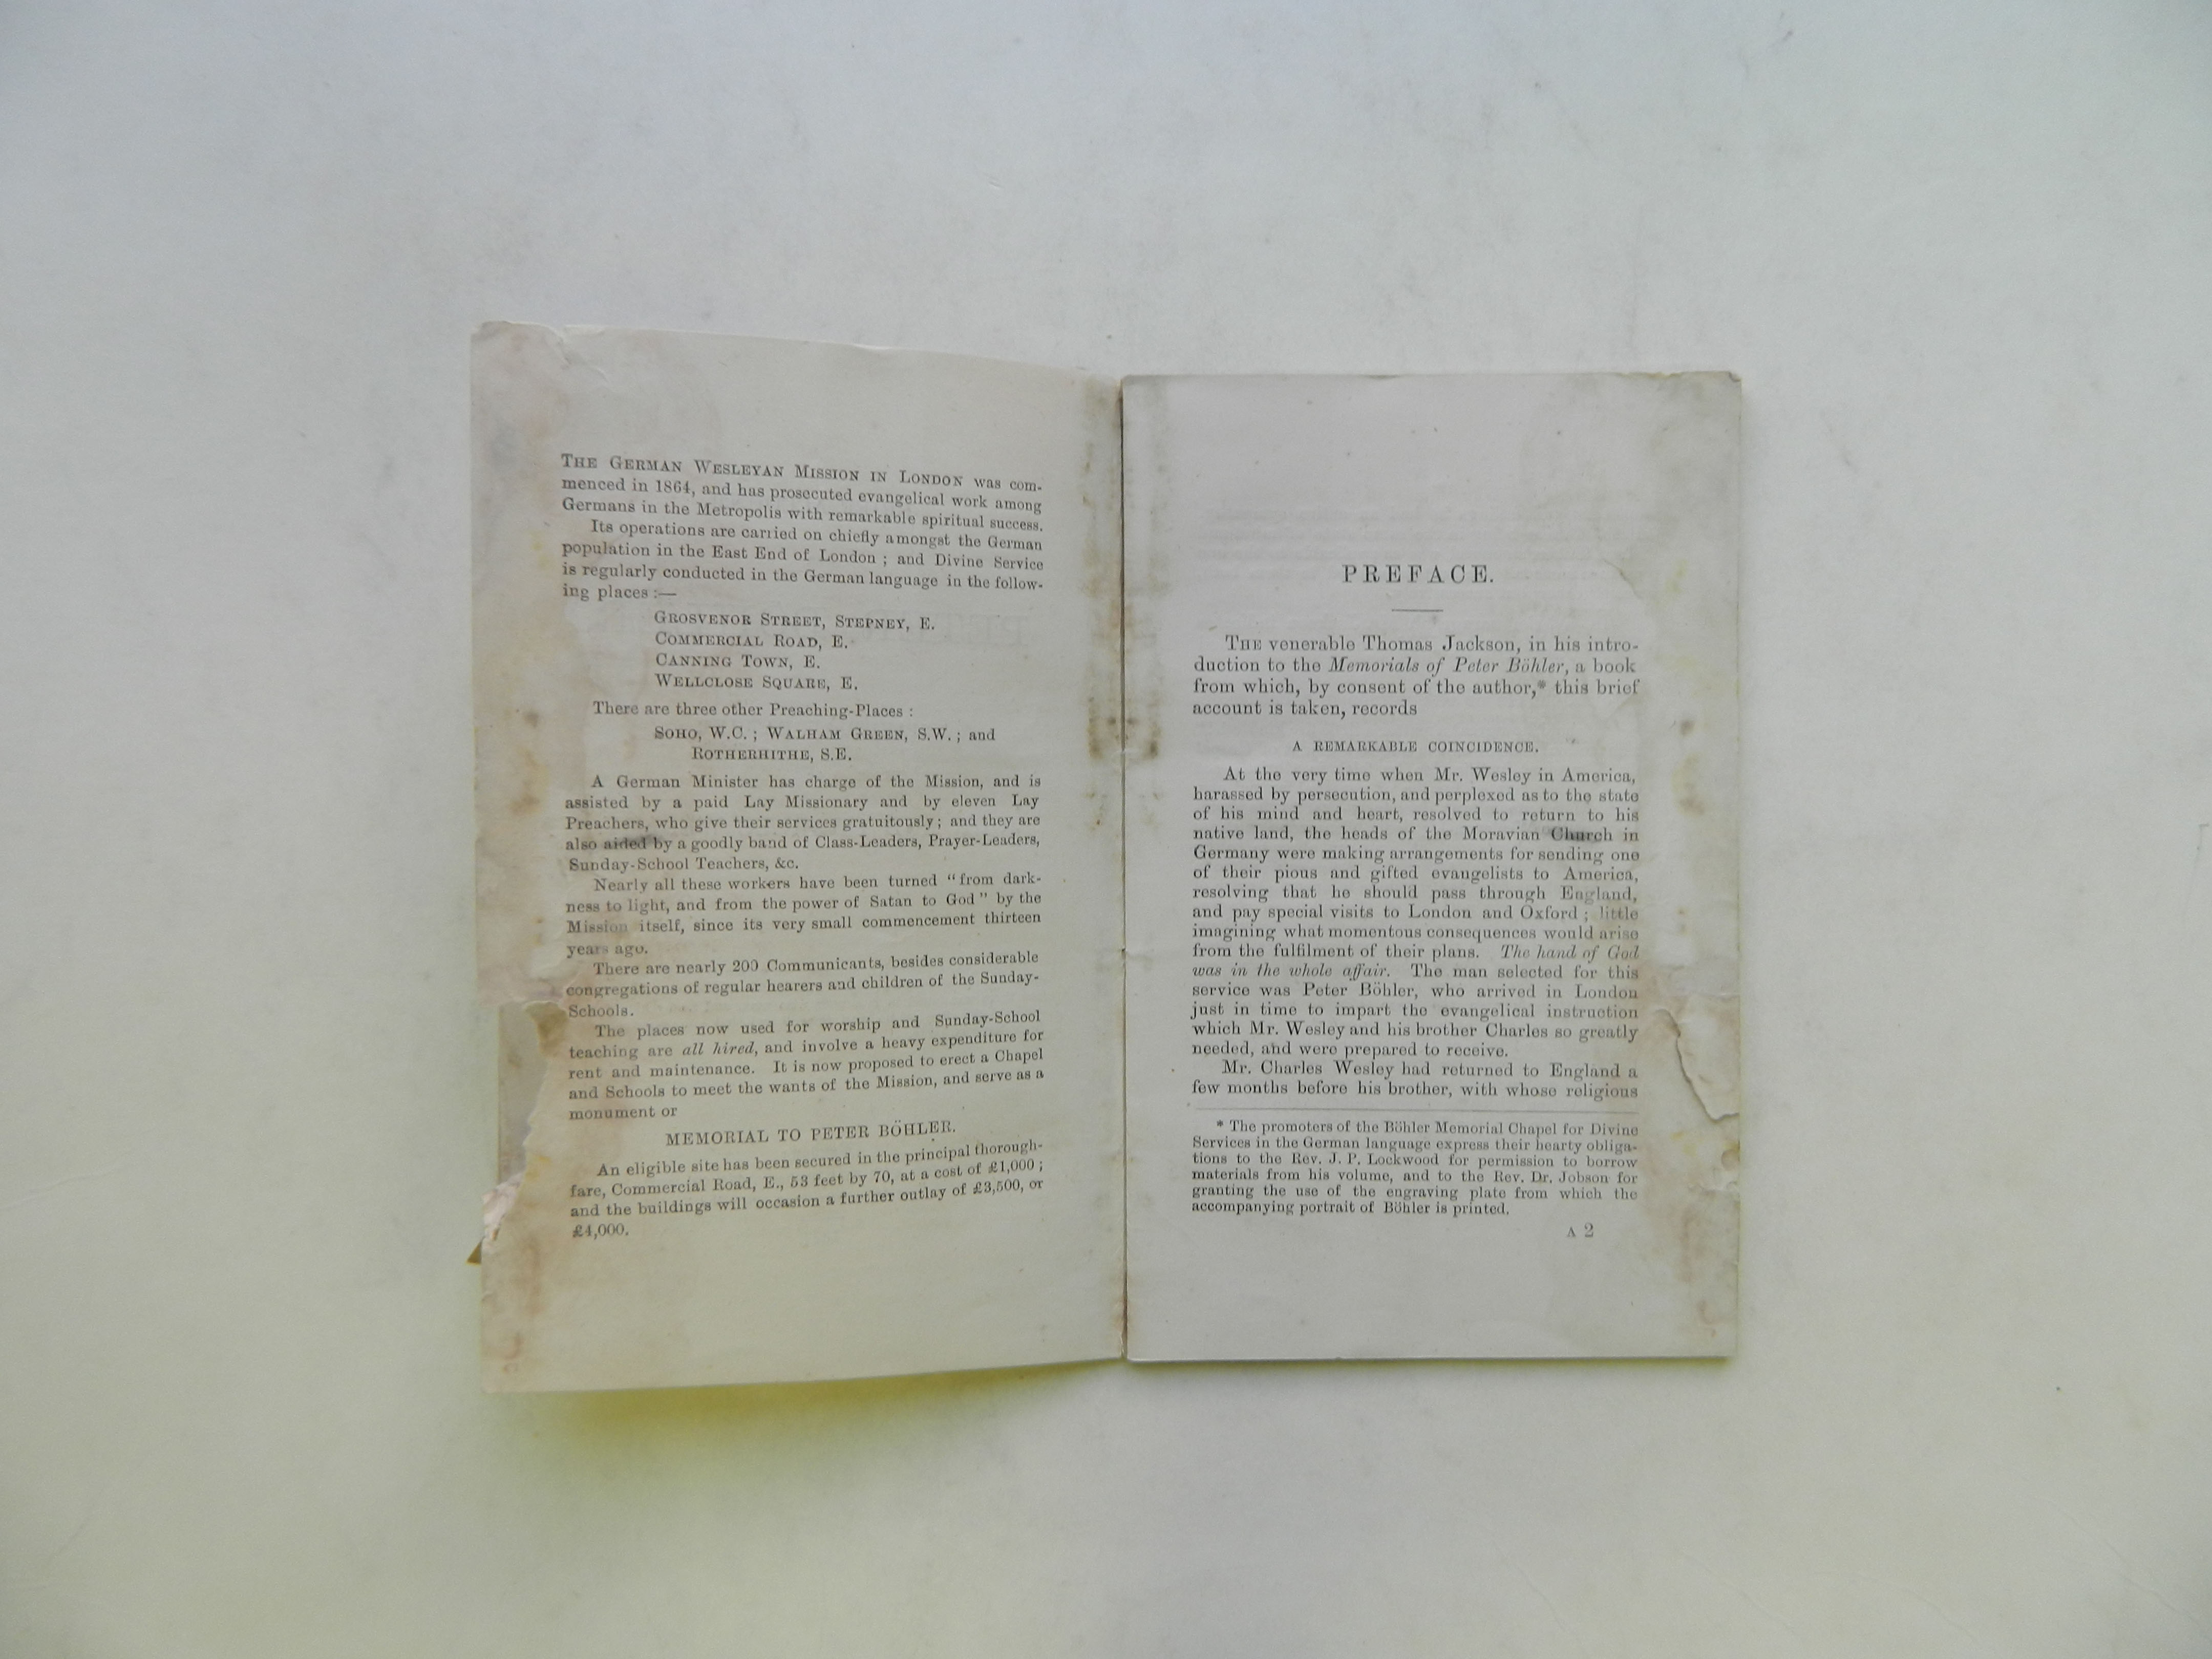 THE GERMAN WESLEYAN MISSION IN LONDON was com-
menced in 1864, and has prosecuted evangelical work among
Germans in the Metropolis with remarkable spiritual success.
Its operations are carried on chiefly amongst the German
population in the East End of London ; and Divine Service
is regularly conducted in the German language in the follow-
ing places :—
GROSVENOR STREET, STEPNEY, E.
COMMERCIAL ROAD, E.
CANNING TOWN, E.
WELLCLOSE SQUARE, E.
There are three other Preaching-Places :
SOHO, W.C. ; WALHAM GREEN, S.W. ; and
ROTHERHITHE, S.E.
A German Minister has charge of the Mission, and is
assisted by a paid Lay Missionary and by eleven Lay
Preachers, who give their services gratuitously ; and they are
also aided by a goodly band of Class-Leaders, Prayer-Leaders,
Sunday-School Teachers, &c.
Nearly all these workers have been turned “from dark-
ness to light, and from the power of Satan to God” by the
Mission itself, since its very small commencement thirteen
years ago.
There are nearly 200 Communicants, besides considerable
congregations of regular hearers and children of the Sunday-
Schools.
The places now used for worship and Sunday-School
teaching are all hired, and involve a heavy expenditure for
rent and maintenance. It is now proposed to erect a Chapel
and Schools to meet the wants of the Mission, and serve as a
monument or
MEMORIAL TO PETER BÖHLER.
An eligible site has been secured in the principal thorough-
fare, Commercial Road, E., 53 feet by 70, at a cost of £1,000 ;
and the buildings will occasion a further outlay of £3,500, or
£4,000.
PREFACE.
THE venerable Thomas Jackson, in his intro-
duction to the Memorials of Peter Böhler, a book
from which, by consent of the author,* this brief
account is taken, records
A REMARKABLE COINCIDENCE.
At the very time when Mr. Wesley in America,
harassed by persecution, and perplexed as to the state
of his mind and heart, resolved to return to his
native land, the heads of the Moravian Church in
Germany were making arrangements for sending one
of their pious and gifted evangelists to America,
resolving that he should pass through England,
and pay special visits to London and Oxford ; little
imagining what momentous consequences would arise
from the fulfilment of their plans. The hand of God
was in the whole affair. The man selected for this
service was Peter Böhler, who arrived in London
just in time to impart the evangelical instruction
which Mr. Wesley and his brother Charles so greatly
needed, and were prepared to receive.
Mr. Charles Wesley had returned to England a
few months before his brother, with whose religious
* The promoters of the Böhler Memorial Chapel for Divine
Services in the German language express their hearty obliga-
tions to the Rev. J. P. Lockwood for permission to borrow
materials from his volume, and to the Rev. Dr. Jobson for
granting the use of the engraving plate from which the
accompanying portrait of Böhler is printed.
A 2